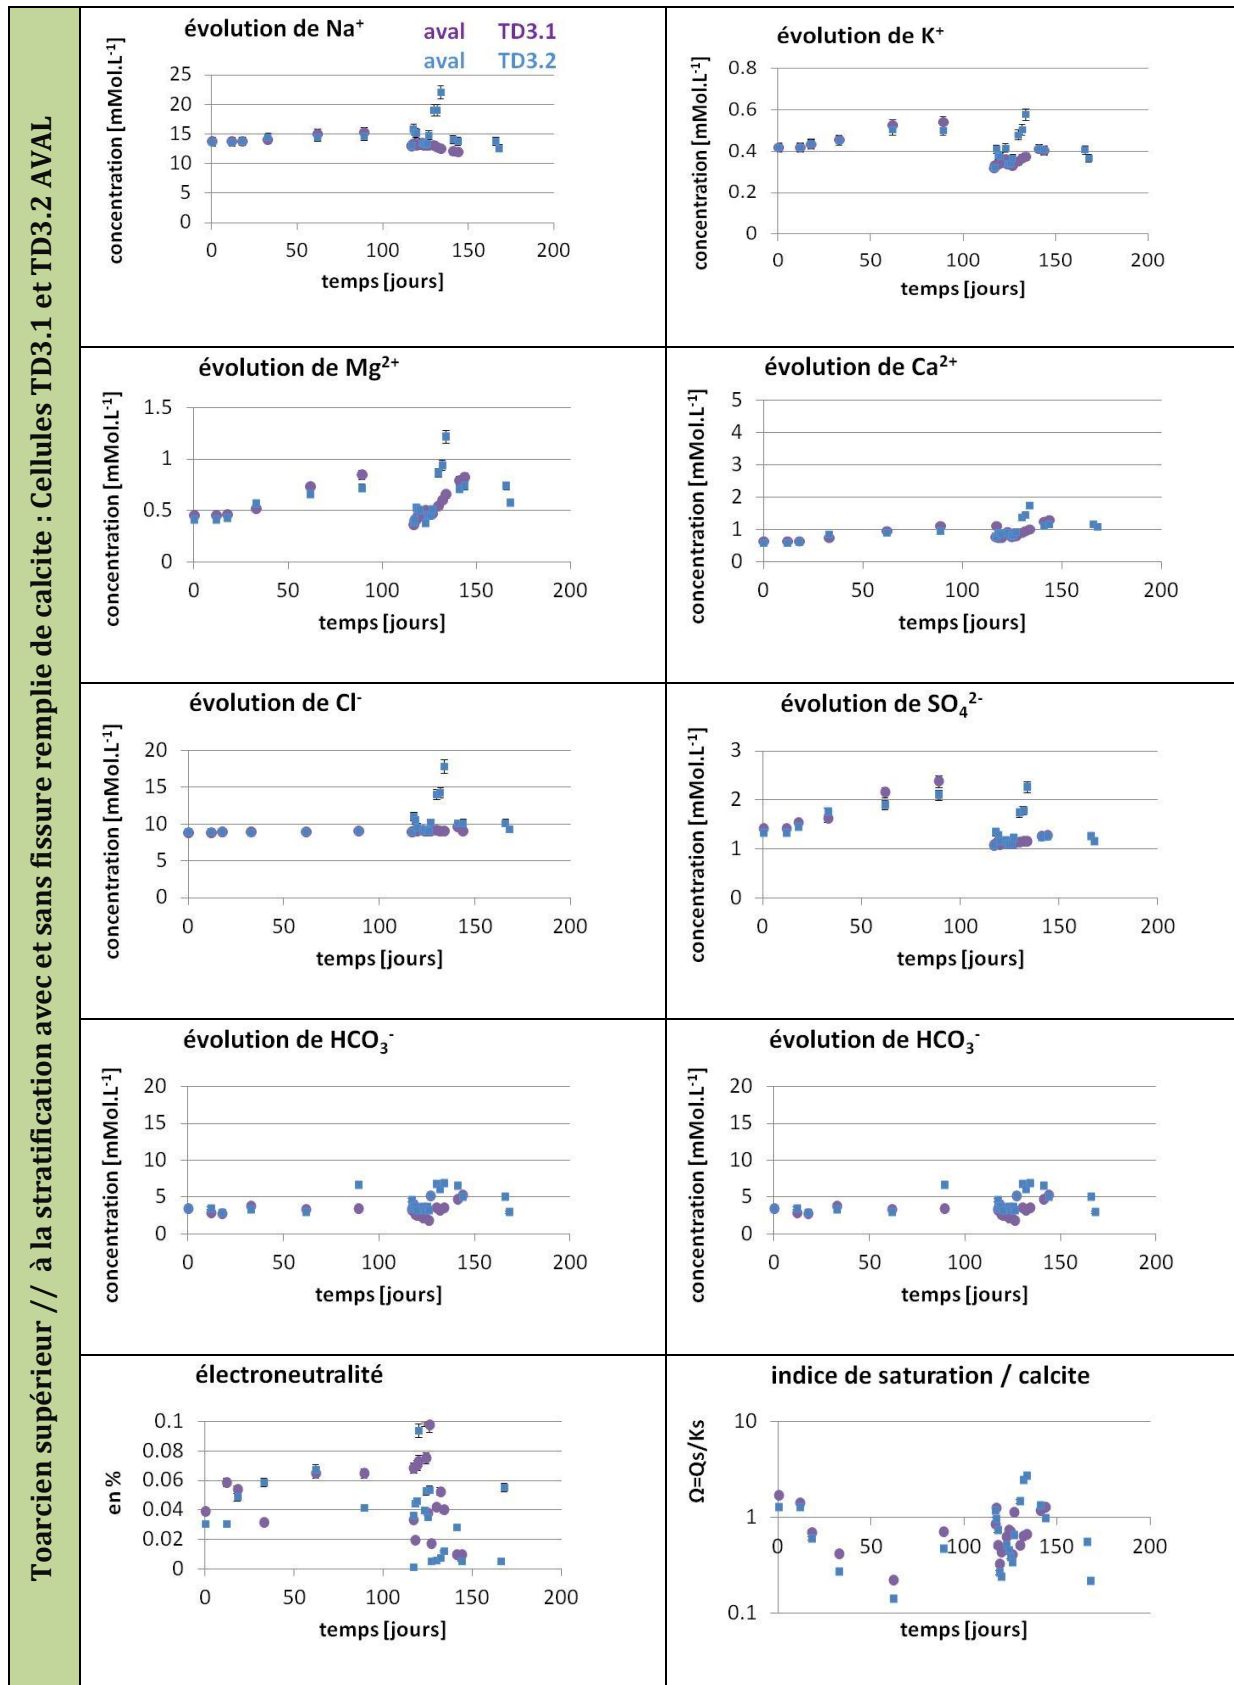 Toarcien supérieur // à la stratification avec et sans fissure remplie de calcite : Cellules TD3.1 et TD3.2 AVAL
évolution de Na⁺
aval TD3.1
aval TD3.2
concentration [mMol.L⁻¹]
25
20
15
10
5
0
0 50 100 150 200
temps [jours]
évolution de K⁺
concentration [mMol.L⁻¹]
0.8
0.6
0.4
0.2
0
0 50 100 150 200
temps [jours]
évolution de Mg²⁺
concentration [mMol.L⁻¹]
1.5
1
0.5
0
0 50 100 150 200
temps [jours]
évolution de Ca²⁺
concentration [mMol.L⁻¹]
5
4
3
2
1
0
0 50 100 150 200
temps [jours]
évolution de Cl⁻
concentration [mMol.L⁻¹]
20
15
10
5
0
0 50 100 150 200
temps [jours]
évolution de SO₄²⁻
concentration [mMol.L⁻¹]
3
2
1
0
0 50 100 150 200
temps [jours]
évolution de HCO₃⁻
concentration [mMol.L⁻¹]
20
15
10
5
0
0 50 100 150 200
temps [jours]
évolution de HCO₃⁻
concentration [mMol.L⁻¹]
20
15
10
5
0
0 50 100 150 200
temps [jours]
électroneutralité
en %
0.1
0.08
0.06
0.04
0.02
0
0 50 100 150 200
temps [jours]
indice de saturation / calcite
Ω=Qs/Ks
10
1
0.1
0 50 100 150 200
temps [jours]